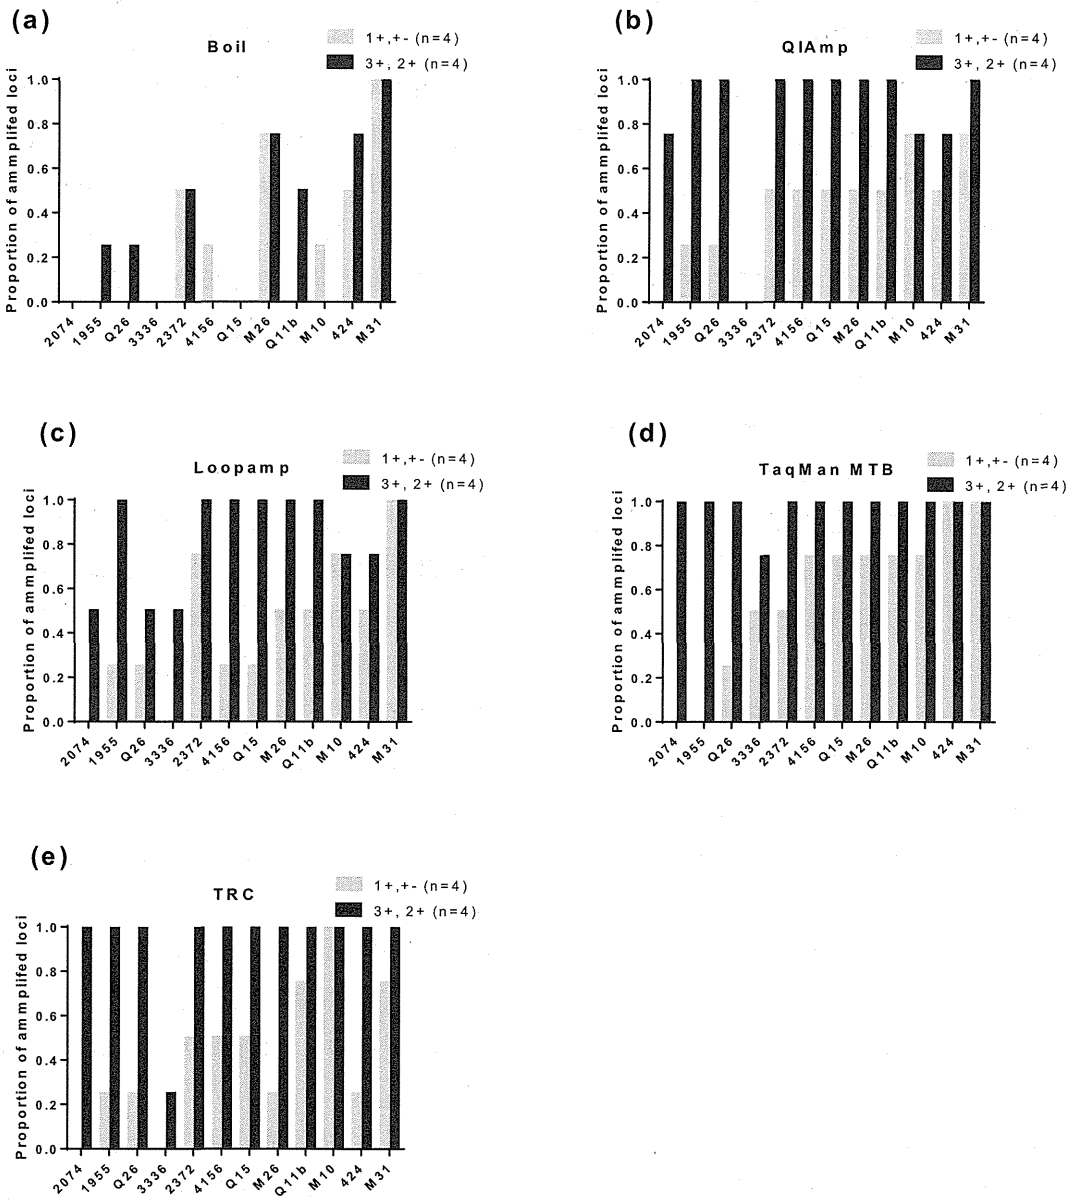 (a)
Boil
1+,+- (n=4)
3+, 2+ (n=4)
Proportion of ammplifed loci
1.0
0.8
0.6
0.4
0.2
0.0
2074 1955 Q26 3336 2372 4156 Q15 M26 Q11b M10 424 M31
(b)
QIAmp
1+,+- (n=4)
3+, 2+ (n=4)
Proportion of ammplifed loci
1.0
0.8
0.6
0.4
0.2
0.0
2074 1955 Q26 3336 2372 4156 Q15 M26 Q11b M10 424 M31
(c)
Loopamp
1+,+- (n=4)
3+, 2+ (n=4)
Proportion of ammplifed loci
1.0
0.8
0.6
0.4
0.2
0.0
2074 1955 Q26 3336 2372 4156 Q15 M26 Q11b M10 424 M31
(d)
TaqMan MTB
1+,+- (n=4)
3+, 2+ (n=4)
Proportion of ammplifed loci
1.0
0.8
0.6
0.4
0.2
0.0
2074 1955 Q26 3336 2372 4156 Q15 M26 Q11b M10 424 M31
(e)
TRC
1+,+- (n=4)
3+, 2+ (n=4)
Proportion of ammplifed loci
1.0
0.8
0.6
0.4
0.2
0.0
2074 1955 Q26 3336 2372 4156 Q15 M26 Q11b M10 424 M31